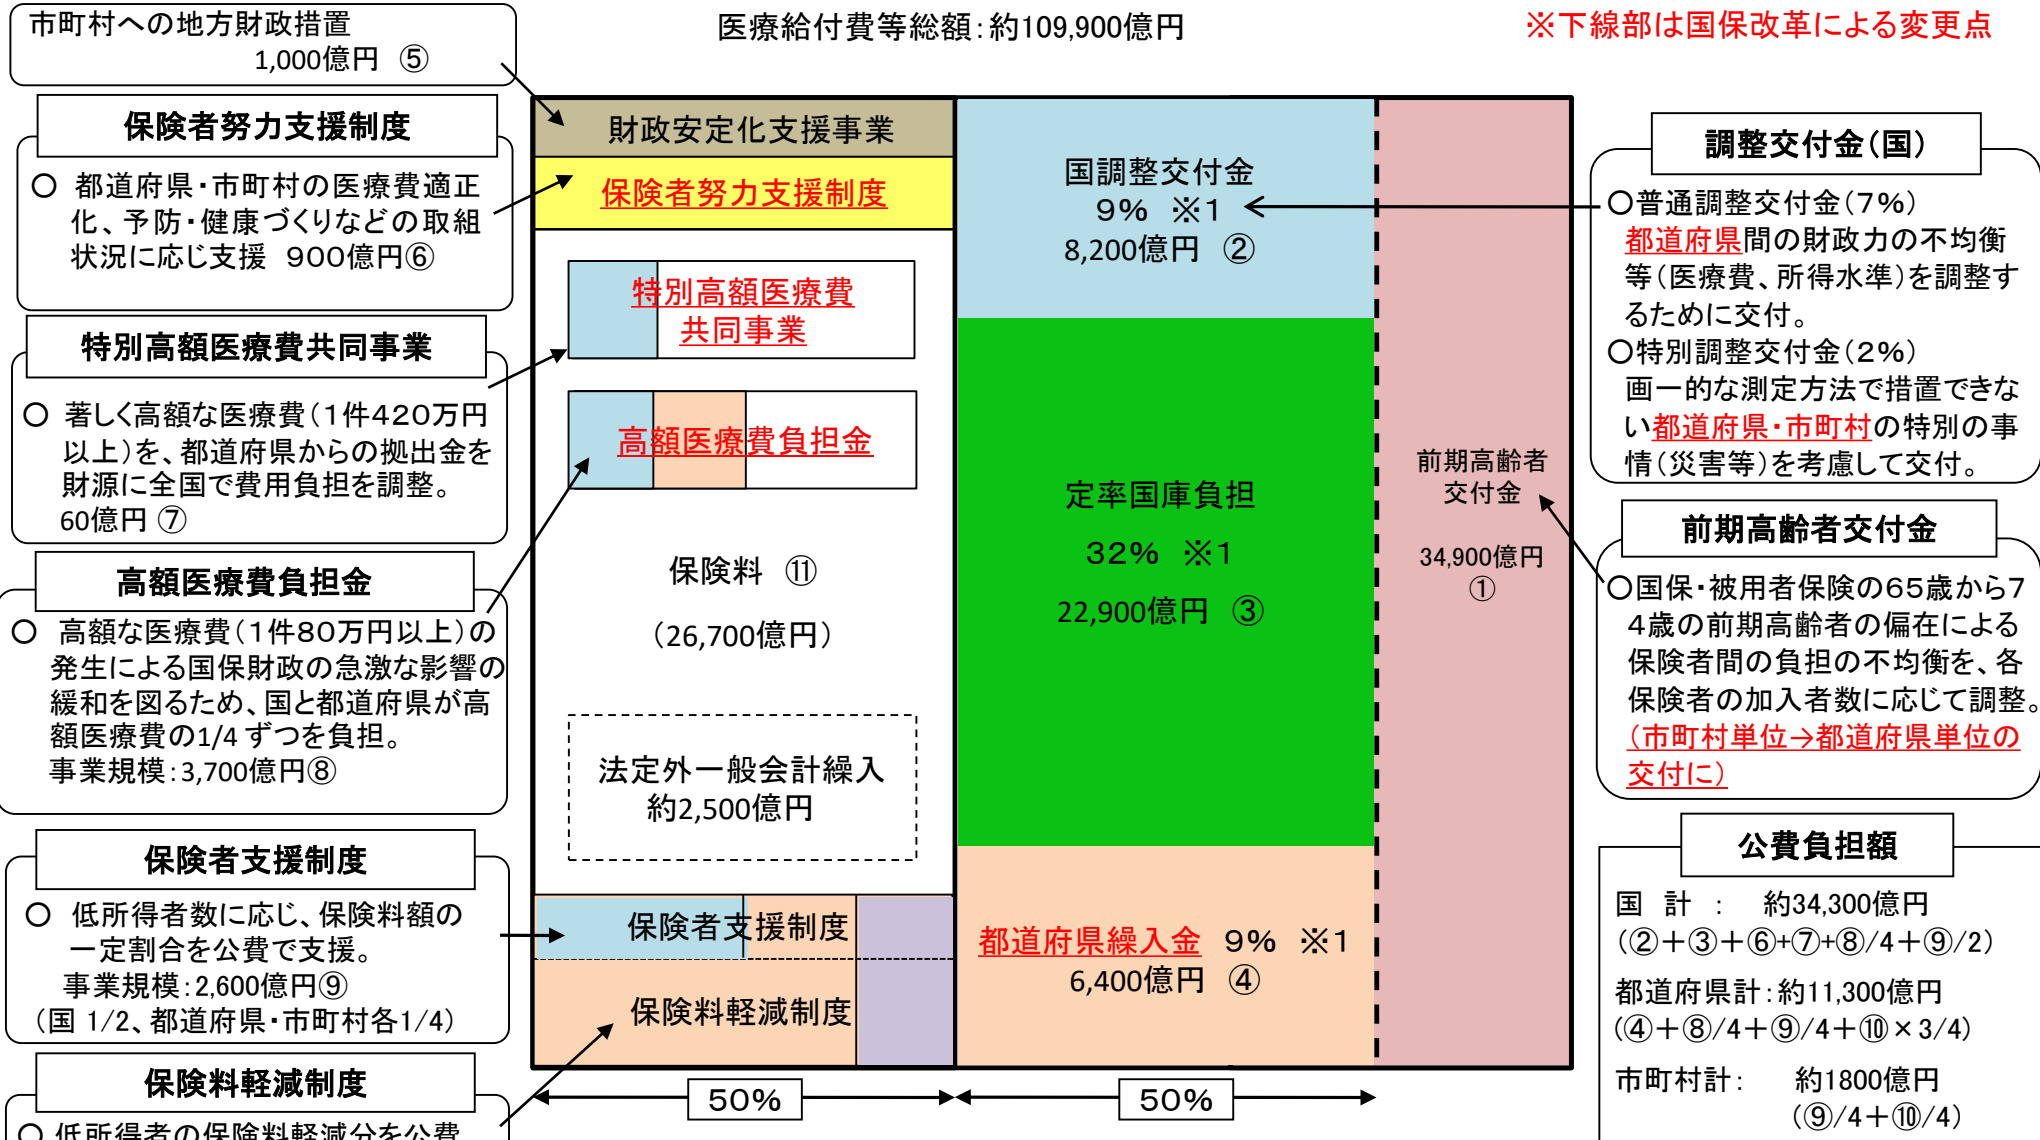 医療給付費等総額：約109,900億円
※下線部は国保改革による変更点
市町村への地方財政措置
1,000億円 ⑤
保険者努力支援制度
○ 都道府県・市町村の医療費適正
化、予防・健康づくりなどの取組
状況に応じ支援 900億円⑥
特別高額医療費共同事業
○ 著しく高額な医療費（1件420万円
以上）を、都道府県からの拠出金を
財源に全国で費用負担を調整。
60億円 ⑦
高額医療費負担金
○ 高額な医療費（1件80万円以上）の
発生による国保財政の急激な影響の
緩和を図るため、国と都道府県が高
額医療費の1/4 ずつを負担。
事業規模：3,700億円⑧
保険者支援制度
○ 低所得者数に応じ、保険料額の
一定割合を公費で支援。
事業規模：2,600億円⑨
（国 1/2、都道府県・市町村各1/4）
保険料軽減制度
○ 低所得者の保険料軽減分を公費
財政安定化支援事業
保険者努力支援制度
特別高額医療費
共同事業
高額医療費負担金
保険料 ⑪
（26,700億円）
法定外一般会計繰入
約2,500億円
保険者支援制度
保険料軽減制度
50%
国調整交付金
9% ※1
8,200億円 ②
定率国庫負担
32% ※1
22,900億円 ③
都道府県繰入金 9% ※1
6,400億円 ④
50%
前期高齢者
交付金
34,900億円
①
調整交付金（国）
○普通調整交付金（7%）
都道府県間の財政力の不均衡
等（医療費、所得水準）を調整す
るために交付。
○特別調整交付金（2%）
画一的な測定方法で措置できな
い都道府県・市町村の特別の事
情（災害等）を考慮して交付。
前期高齢者交付金
○国保・被用者保険の65歳から7
4歳の前期高齢者の偏在による
保険者間の負担の不均衡を、各
保険者の加入者数に応じて調整。
（市町村単位→都道府県単位の
交付に）
公費負担額
国 計 ： 約34,300億円
（②＋③＋⑥+⑦+⑧/4＋⑨/2）
都道府県計：約11,300億円
（④＋⑧/4＋⑨/4＋⑩×3/4）
市町村計： 約1800億円
（⑨/4＋⑩/4）